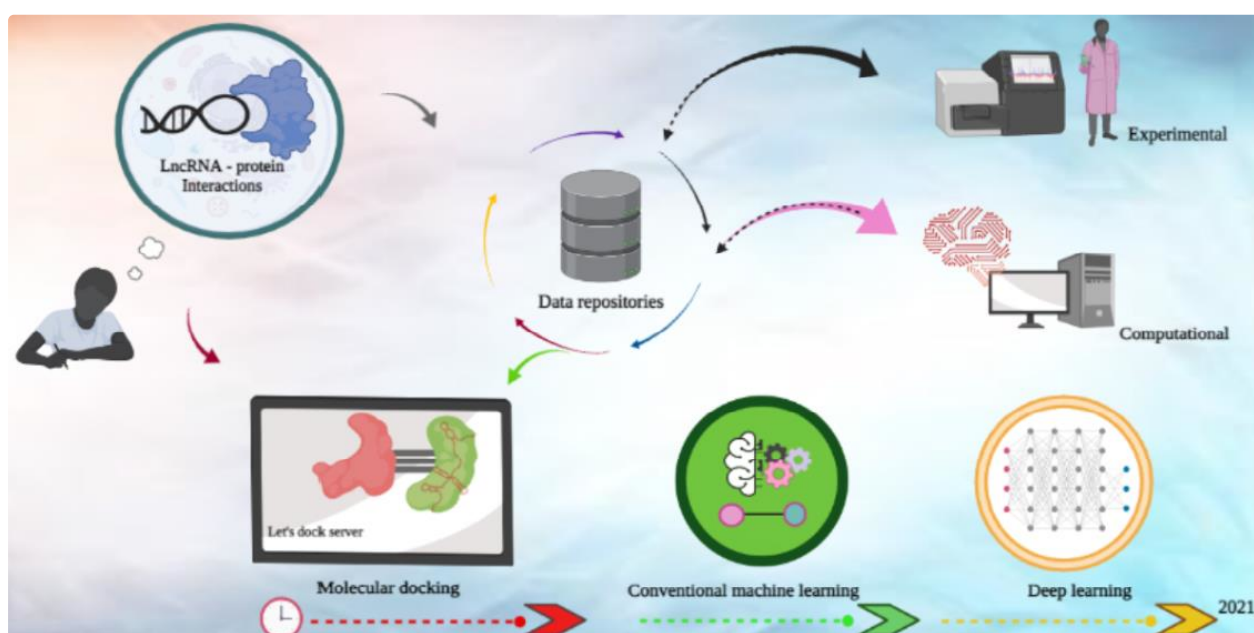 LncRNA - protein
Interactions
Experimental
Data repositories
Computational
Let's dock server
Molecular docking
Conventional machine learning
Deep learning
2021